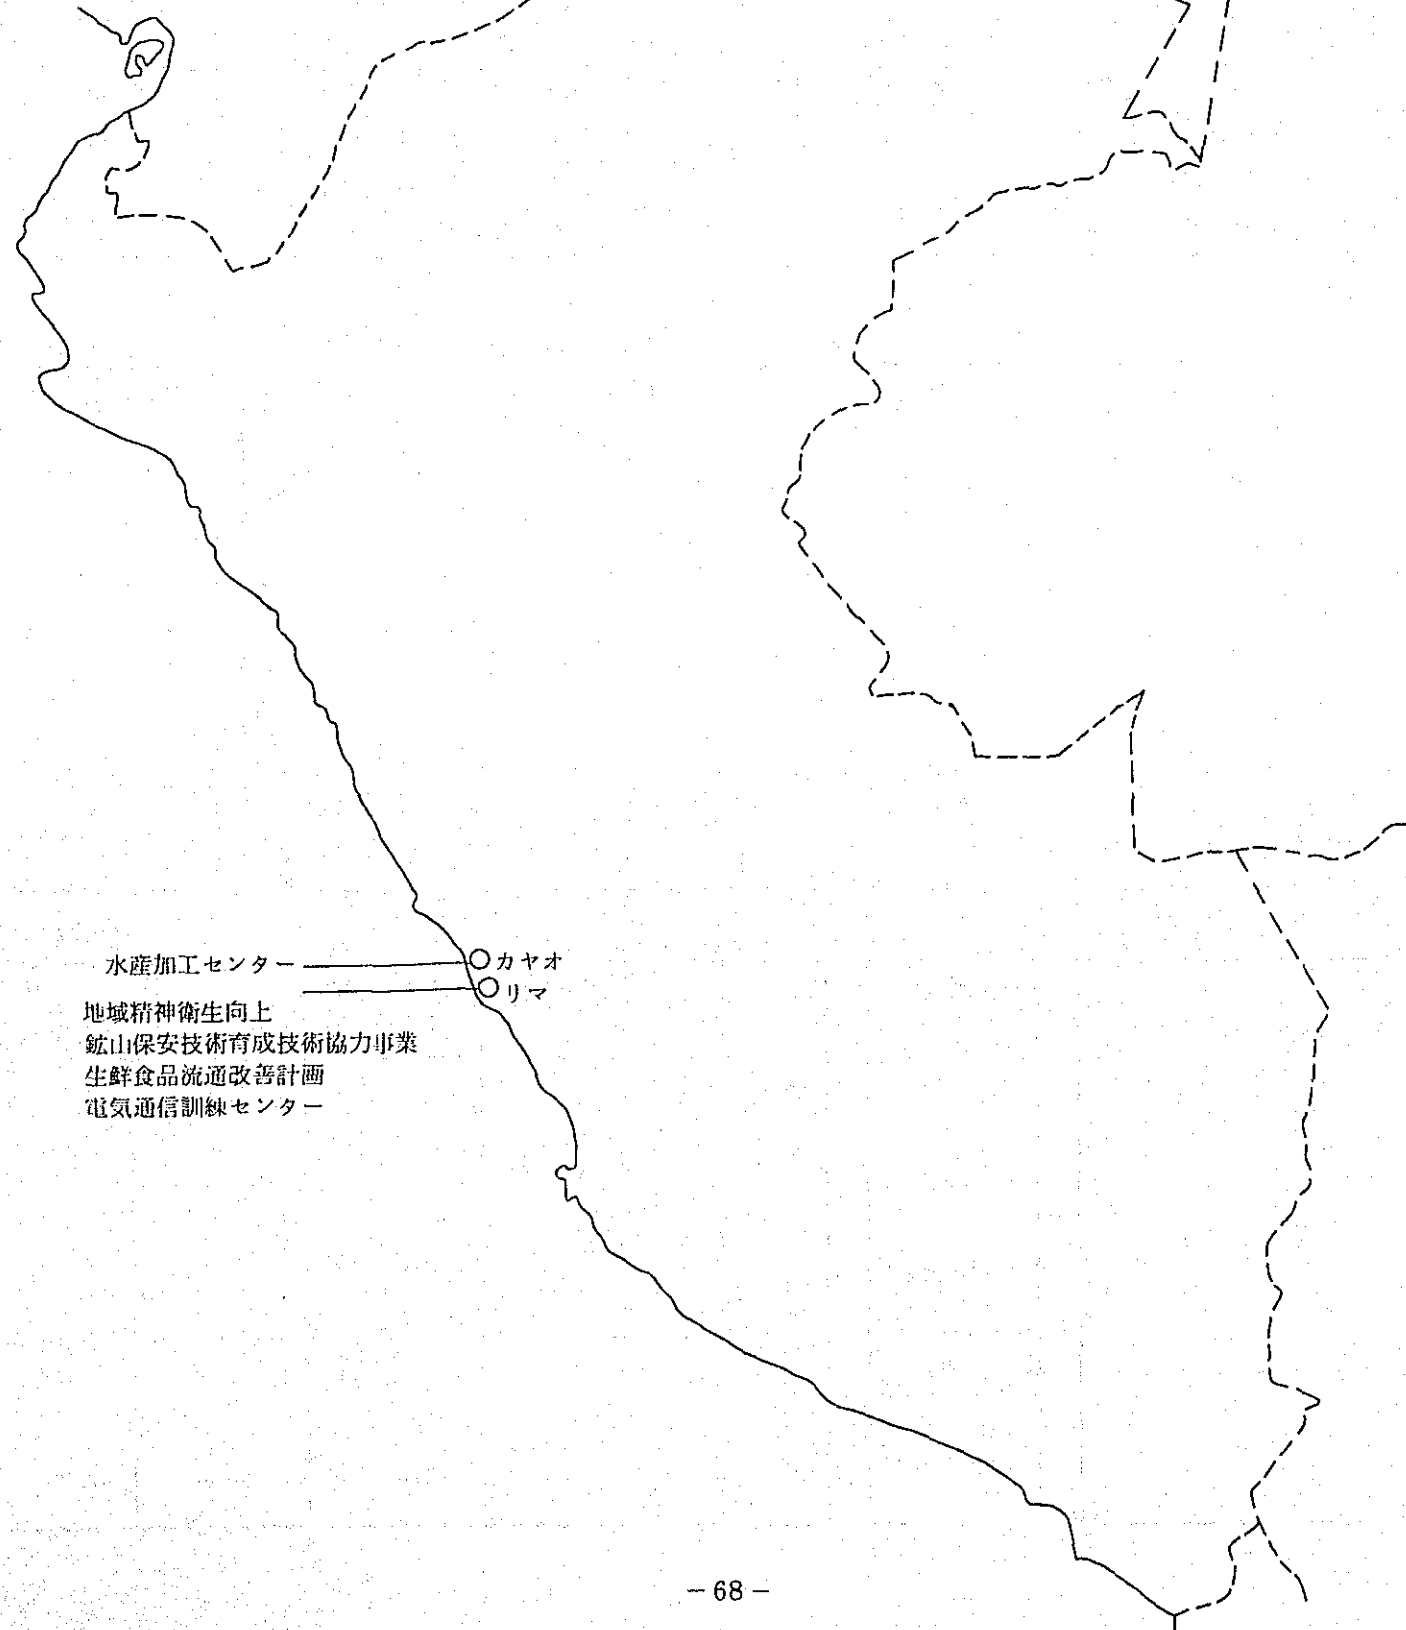 水産加工センター
カヤオ
リマ
地域精神衛生向上
鉱山保安技術育成技術協力事業
生鮮食品流通改善計画
電気通信訓練センター
－68－